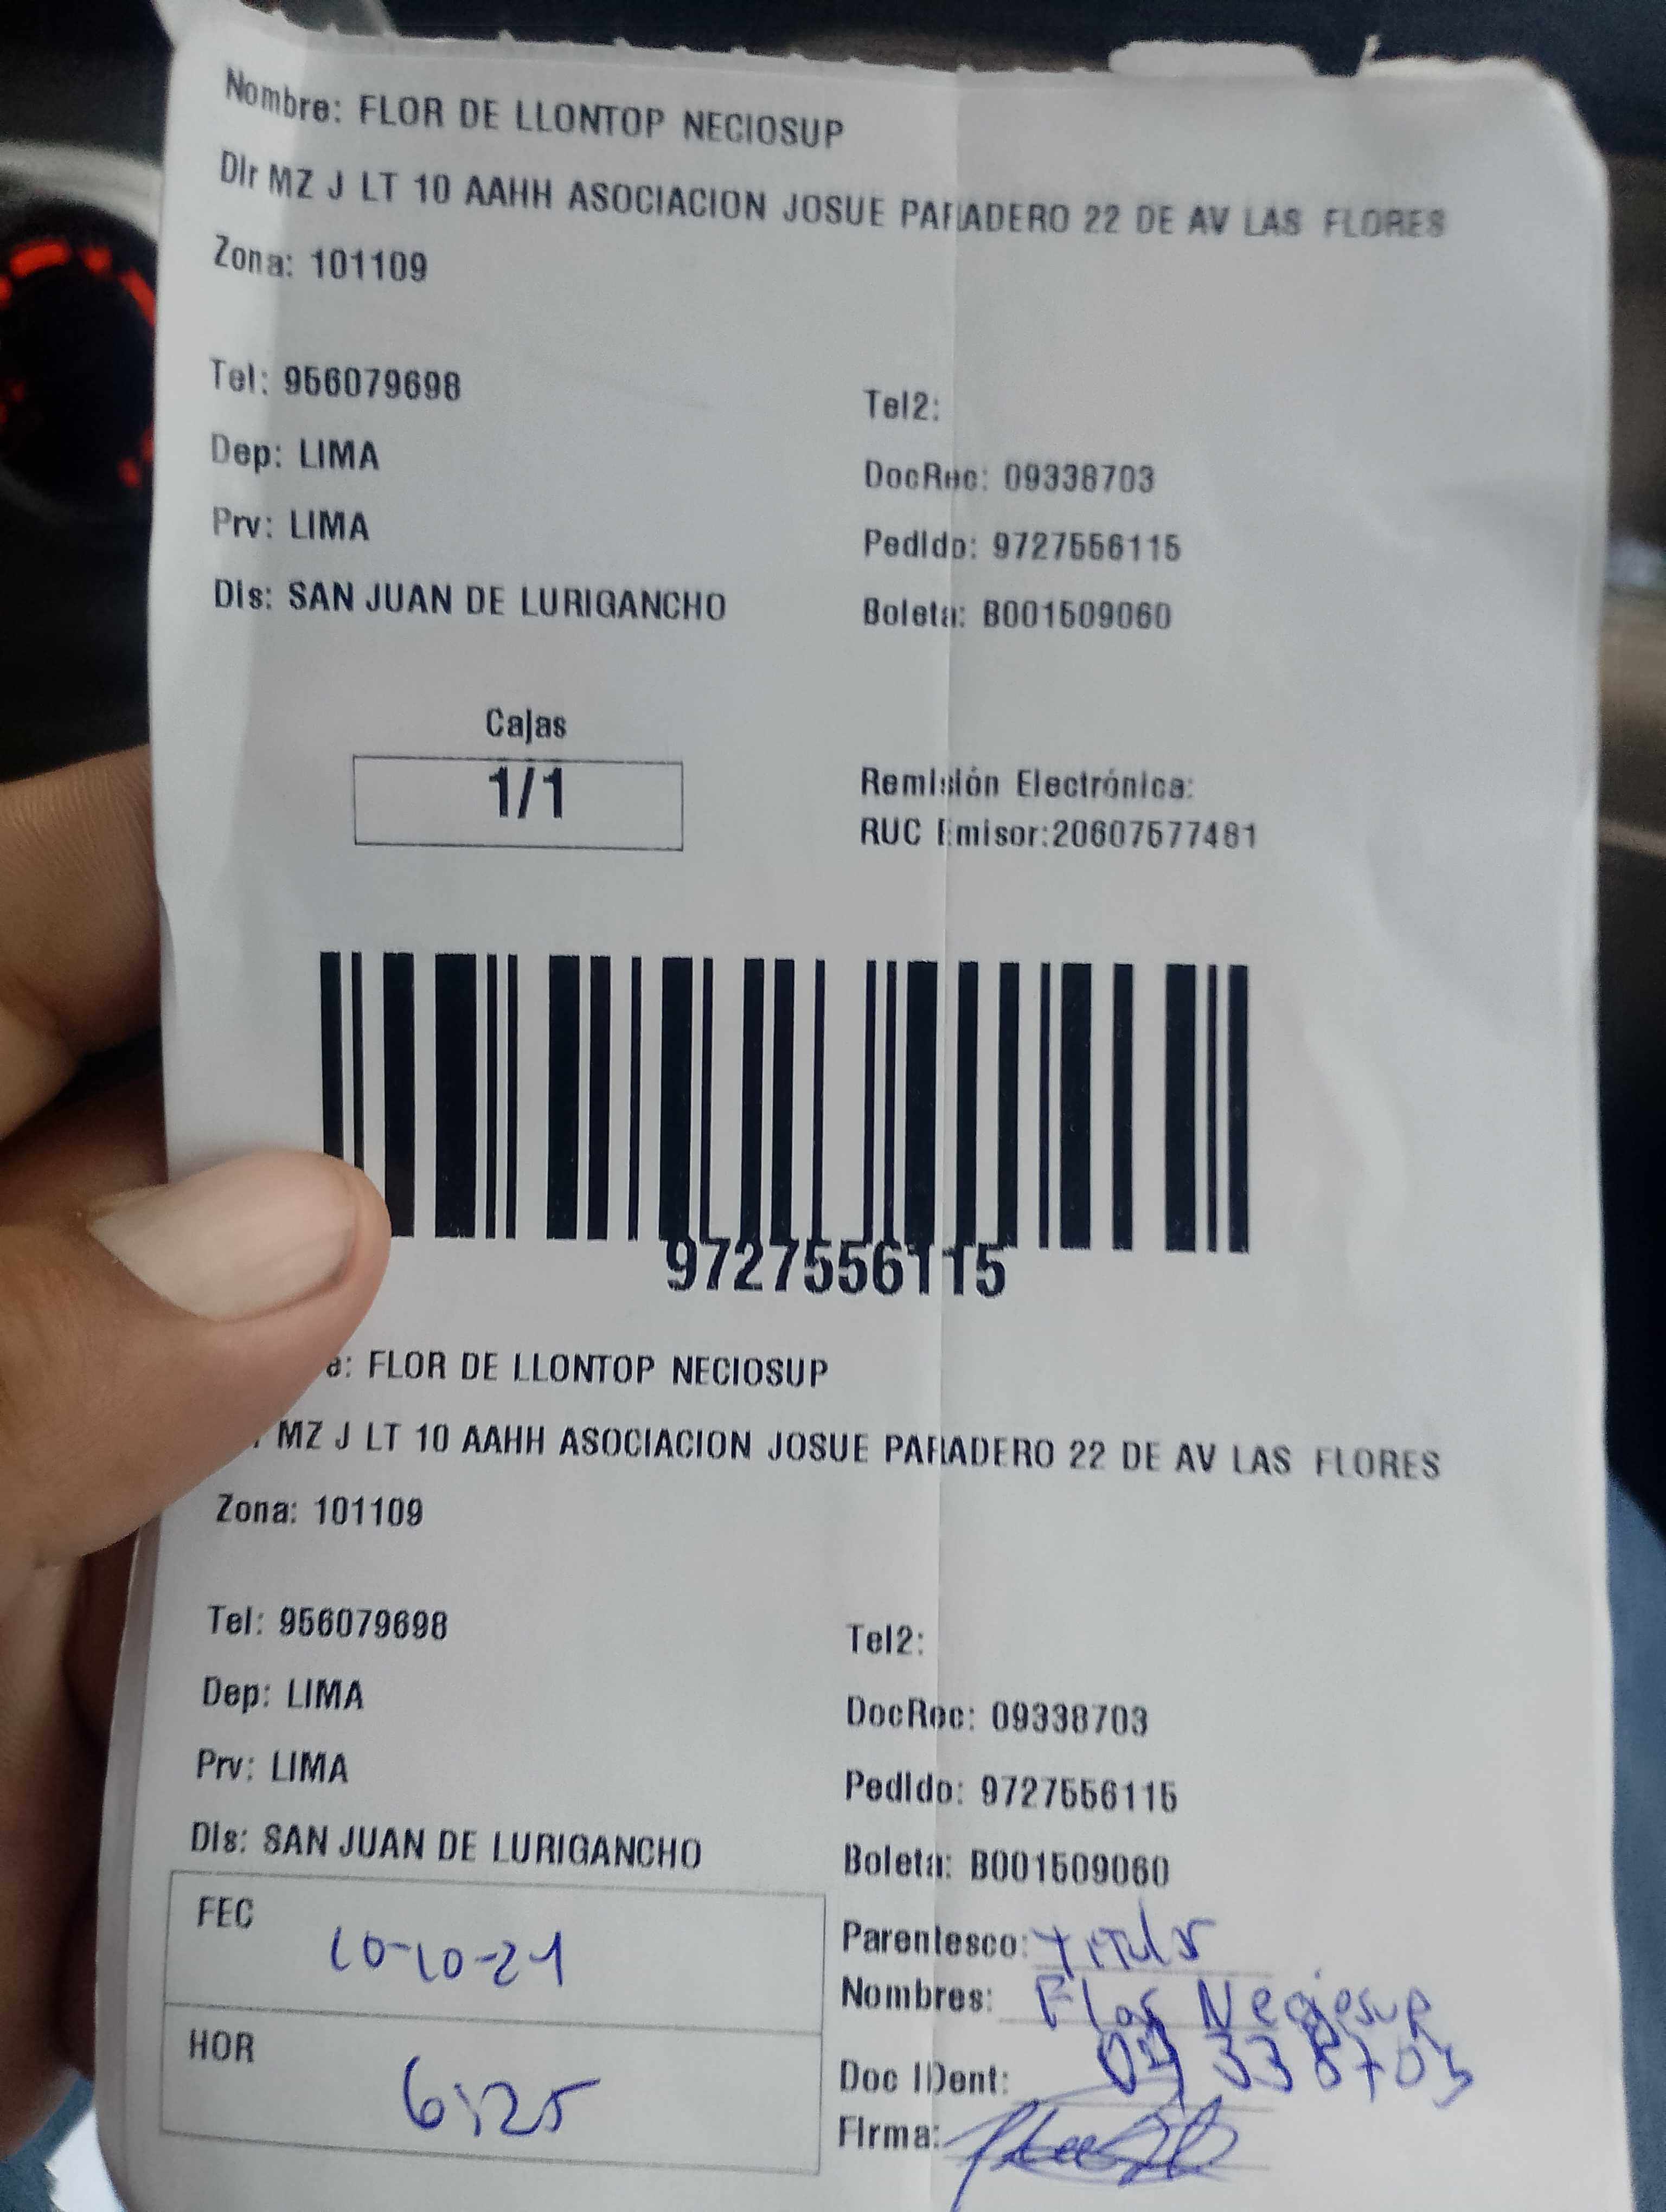 Nombre: FLOR DE LLONTOP NECIOSUP
Dir MZ J LT 10 AAHH ASOCIACION JOSUE PARADERO 22 DE AV LAS FLORES
Zona: 101109
Tel: 956079698
Tel2:
Dep: LIMA
DocRec: 09338703
Prv: LIMA
Pedido: 9727556115
Dis: SAN JUAN DE LURIGANCHO
Boleta: B001509060
Cajas
1/1
Remisión Electrónica:
RUC Emisor:20607577481
9727556115
e: FLOR DE LLONTOP NECIOSUP
MZ J LT 10 AAHH ASOCIACION JOSUE PARADERO 22 DE AV LAS FLORES
Zona: 101109
Tel: 956079698
Tel2:
Dep: LIMA
DocRec: 09338703
Prv: LIMA
Pedido: 9727556115
Dis: SAN JUAN DE LURIGANCHO
Boleta: B001509060
FEC 10-10-21
Parentesco: titular
Nombres: Flor
HOR 6:25
Doc IDent: 09338703
Firma: